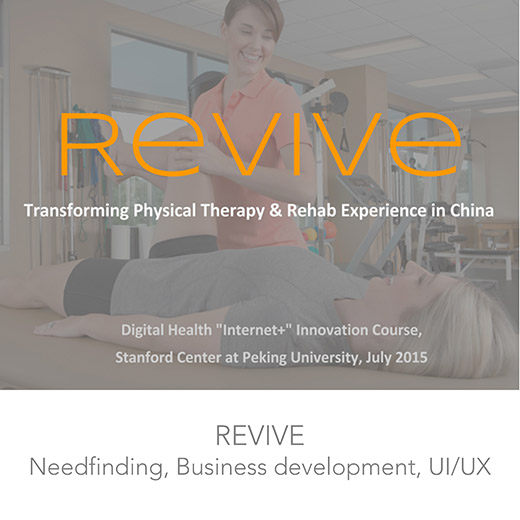 REVIVE
Transforming Physical Therapy & Rehab Experience in China
Digital Health "Internet+" Innovation Course,
Stanford Center at Peking University, July 2015
REVIVE
Needfinding, Business development, UI/UX